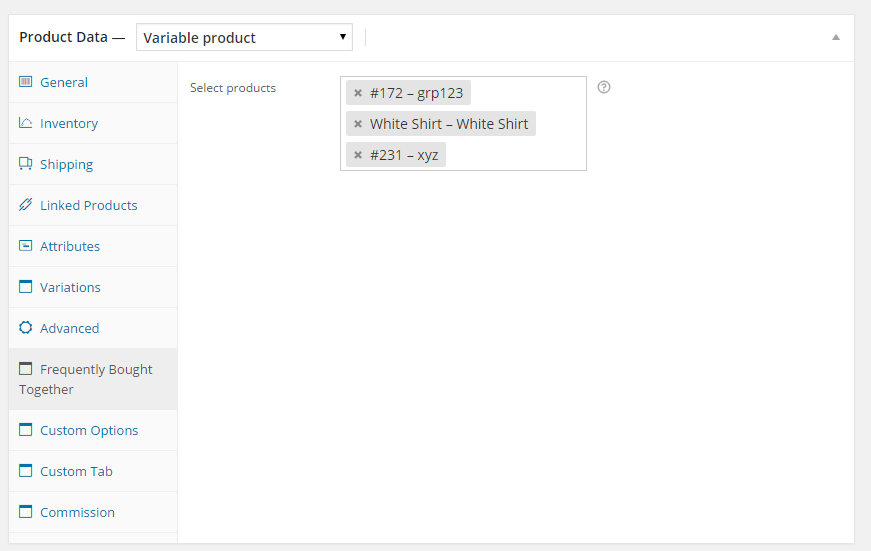 Product Data — Variable product
General
Inventory
Shipping
Linked Products
Attributes
Variations
Advanced
Frequently Bought
Together
Custom Options
Custom Tab
Commission
Select products
× #172 – grp123
× White Shirt – White Shirt
× #231 – xyz
?